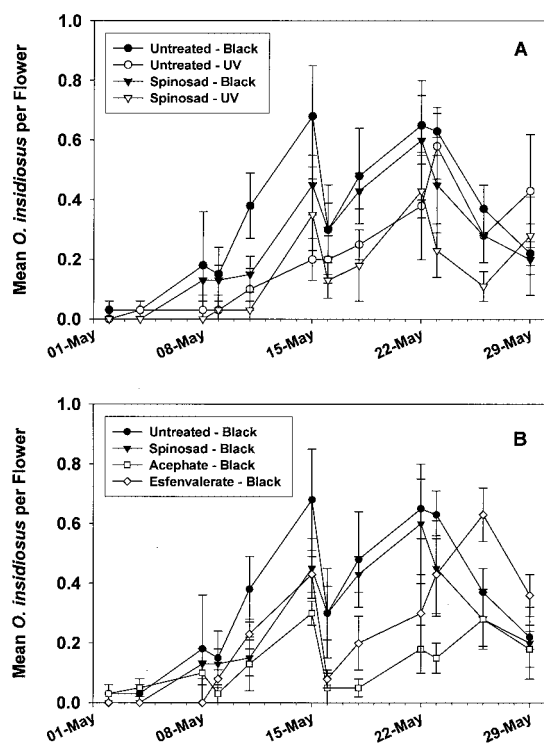 A
Untreated - Black
Untreated - UV
Spinosad - Black
Spinosad - UV
Mean O. insidiosus per Flower
1.0
0.8
0.6
0.4
0.2
0.0
01-May
08-May
15-May
22-May
29-May
B
Untreated - Black
Spinosad - Black
Acephate - Black
Esfenvalerate - Black
Mean O. insidiosus per Flower
1.0
0.8
0.6
0.4
0.2
0.0
01-May
08-May
15-May
22-May
29-May